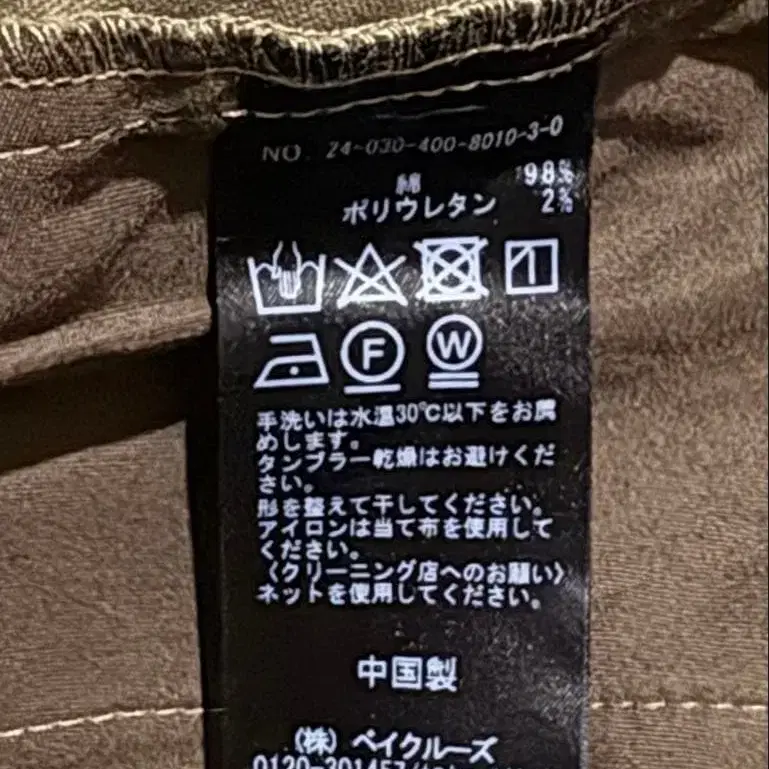 NO. 24-030-400-8010-3-0
綿 98%
ポリウレタン 2%
F W
手洗いは水温30℃以下をお薦
めします。
タンブラー乾燥はお避けくだ
さい。
形を整えて干してください。
アイロンは当て布を使用して
ください。
〈クリーニング店へのお願い〉
ネットを使用してください。
中国製
(株) ベイクルーズ
0120-301457